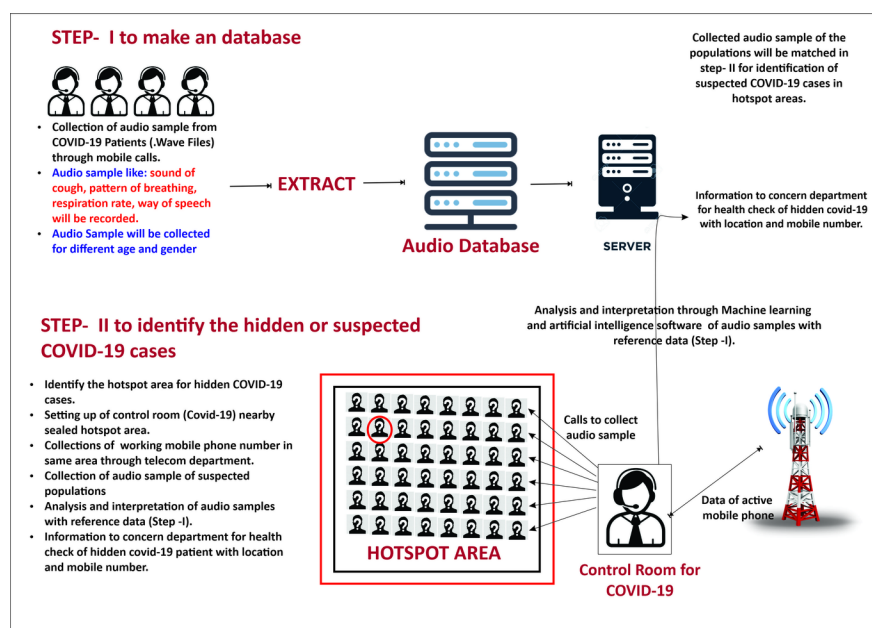 STEP- I to make an database
Collected audio sample of the
populations will be matched in
step- II for identification of
suspected COVID-19 cases in
hotspot areas.
• Collection of audio sample from
COVID-19 Patients (.Wave Files)
through mobile calls.
• Audio sample like: sound of
cough, pattern of breathing,
respiration rate, way of speech
will be recorded.
• Audio Sample will be collected
for different age and gender
EXTRACT
Audio Database
SERVER
Information to concern department
for health check of hidden covid-19
with location and mobile number.
Analysis and interpretation through Machine learning
and artificial intelligence software of audio samples with
reference data (Step -I).
STEP- II to identify the hidden or suspected
COVID-19 cases
• Identify the hotspot area for hidden COVID-19
cases.
• Setting up of control room (Covid-19) nearby
sealed hotspot area.
• Collections of working mobile phone number in
same area through telecom department.
• Collection of audio sample of suspected
populations
• Analysis and interpretation of audio samples
with reference data (Step -I).
• Information to concern department for health
check of hidden covid-19 patient with location
and mobile number.
HOTSPOT AREA
Calls to collect
audio sample
Control Room for
COVID-19
Data of active
mobile phone